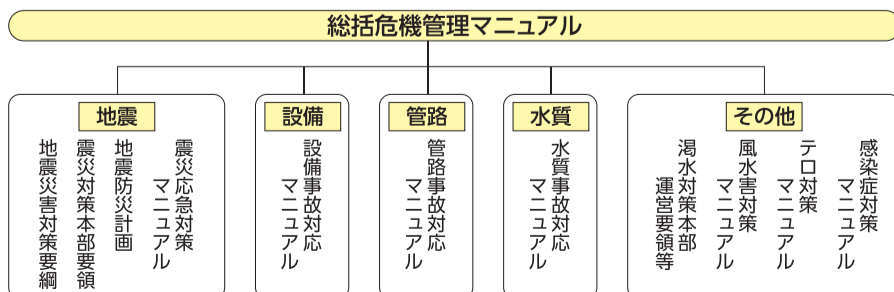 総括危機管理マニュアル
地震
震災応急対策
マニュアル
地震防災計画
震災対策本部要領
地震災害対策要綱
設備
設備事故対応
マニュアル
管路
管路事故対応
マニュアル
水質
水質事故対応
マニュアル
その他
感染症対策
マニュアル
テロ対策
マニュアル
風水害対策
マニュアル
渇水対策本部
運営要領等